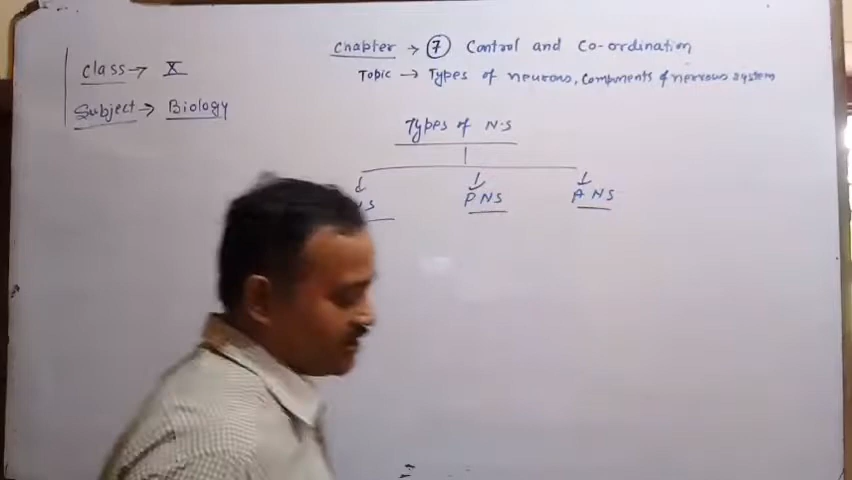 Class → X
Subject → Biology
Chapter → 7 Control and Co-ordination
Topic → Types of neurons, Components of nervous system
Types of N.S
PNS
ANS